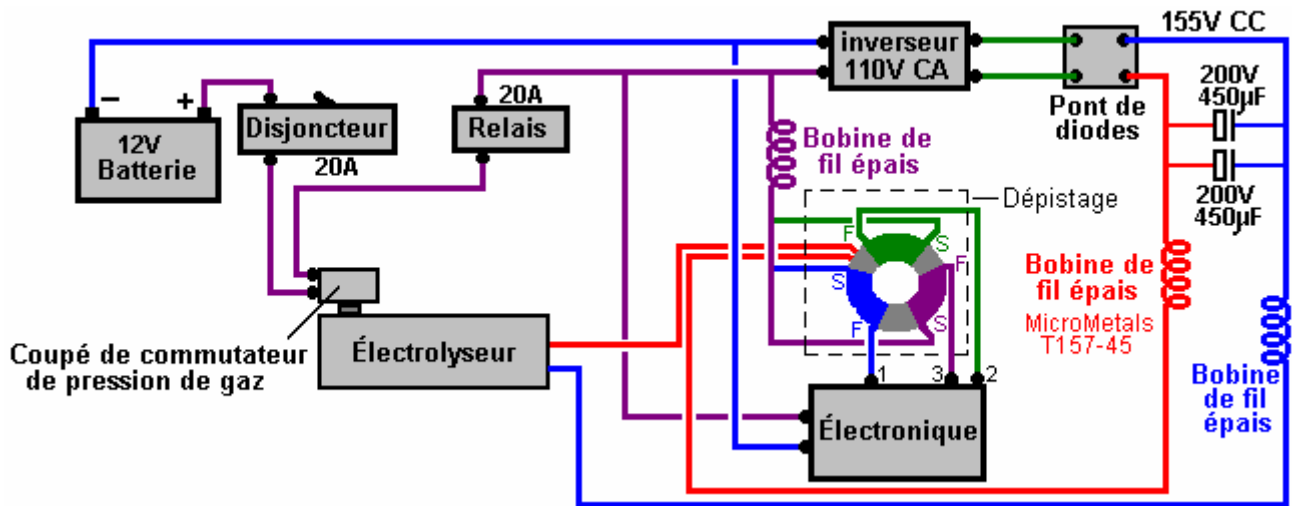 155V CC
inverseur
110V CA
200V
450µF
Pont de
diodes
–
+
12V
Batterie
Disjoncteur
20A
20A
Relais
Bobine de
fil épais
Dépistage
200V
450µF
F
S
F
S
S
F
Bobine de
fil épais
MicroMetals
T157-45
Coupé de commutateur
de pression de gaz
Électrolyseur
1
3
2
Électronique
Bobine
de fil
épais